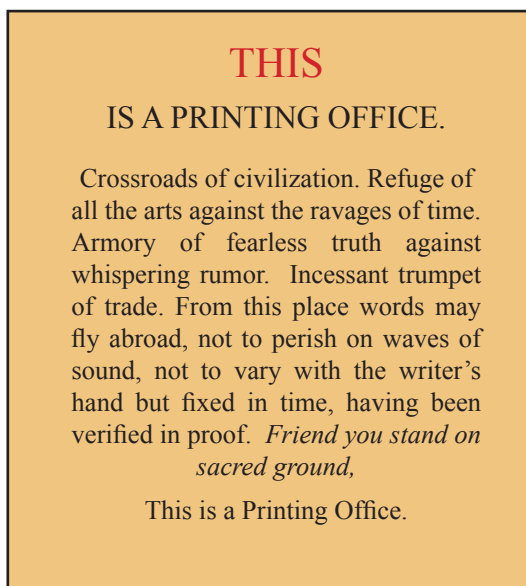 THIS
IS A PRINTING OFFICE.
Crossroads of civilization. Refuge of
all the arts against the ravages of time.
Armory of fearless truth against
whispering rumor.  Incessant trumpet
of trade. From this place words may
fly abroad, not to perish on waves of
sound, not to vary with the writer’s
hand but fixed in time, having been
verified in proof.  Friend you stand on
sacred ground,
This is a Printing Office.